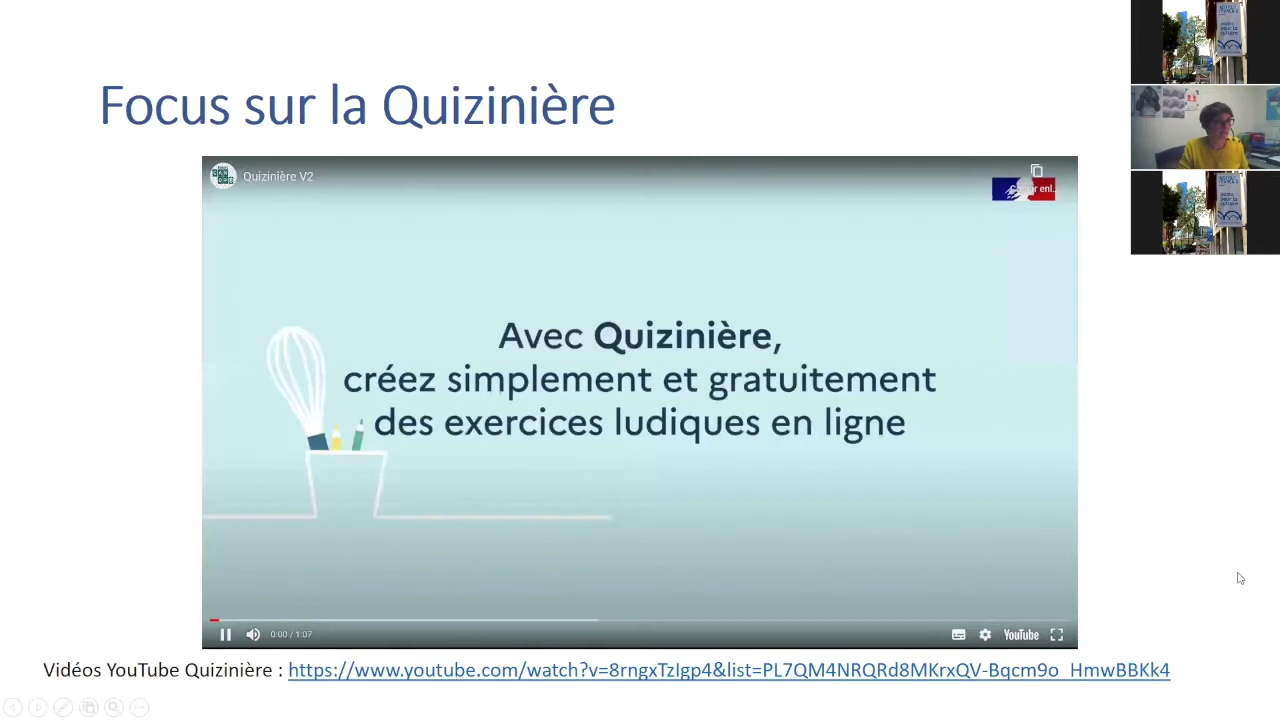 Focus sur la Quizinière
Quizinière V2
Avec Quizinière,
créez simplement et gratuitement
des exercices ludiques en ligne
0:00 / 1:07
YouTube
Vidéos YouTube Quizinière : https://www.youtube.com/watch?v=8rngxTzIgp4&list=PL7QM4NRQRd8MKrxQV-Bqcm9o_HmwBBKk4